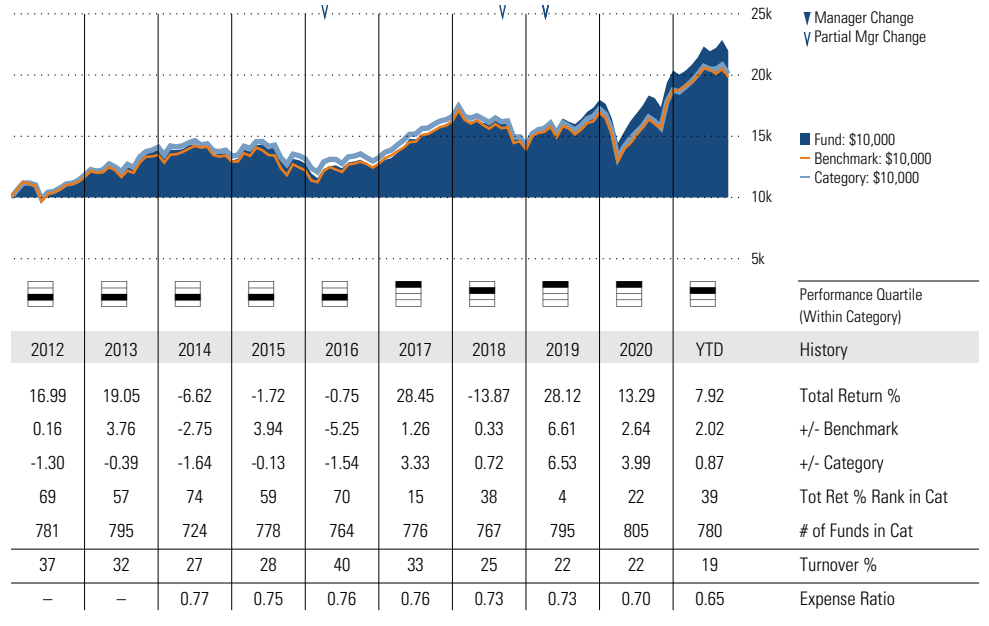 25k
Manager Change
Partial Mgr Change
20k
Fund: $10,000
15k
Benchmark: $10,000
Category: $10,000
10k
5k
Performance Quartile
(Within Category)
2012 2013 2014 2015 2016 2017 2018 2019 2020 YTD History
16.99 19.05 -6.62 -1.72 -0.75 28.45 -13.87 28.12 13.29 7.92 Total Return %
0.16 3.76 -2.75 3.94 -5.25 1.26 0.33 6.61 2.64 2.02 +/- Benchmark
-1.30 -0.39 -1.64 -0.13 -1.54 3.33 0.72 6.53 3.99 0.87 +/- Category
69 57 74 59 70 15 38 4 22 39 Tot Ret % Rank in Cat
781 795 724 778 764 776 767 795 805 780 # of Funds in Cat
37 32 27 28 40 33 25 22 22 19 Turnover %
– – 0.77 0.75 0.76 0.76 0.73 0.73 0.70 0.65 Expense Ratio